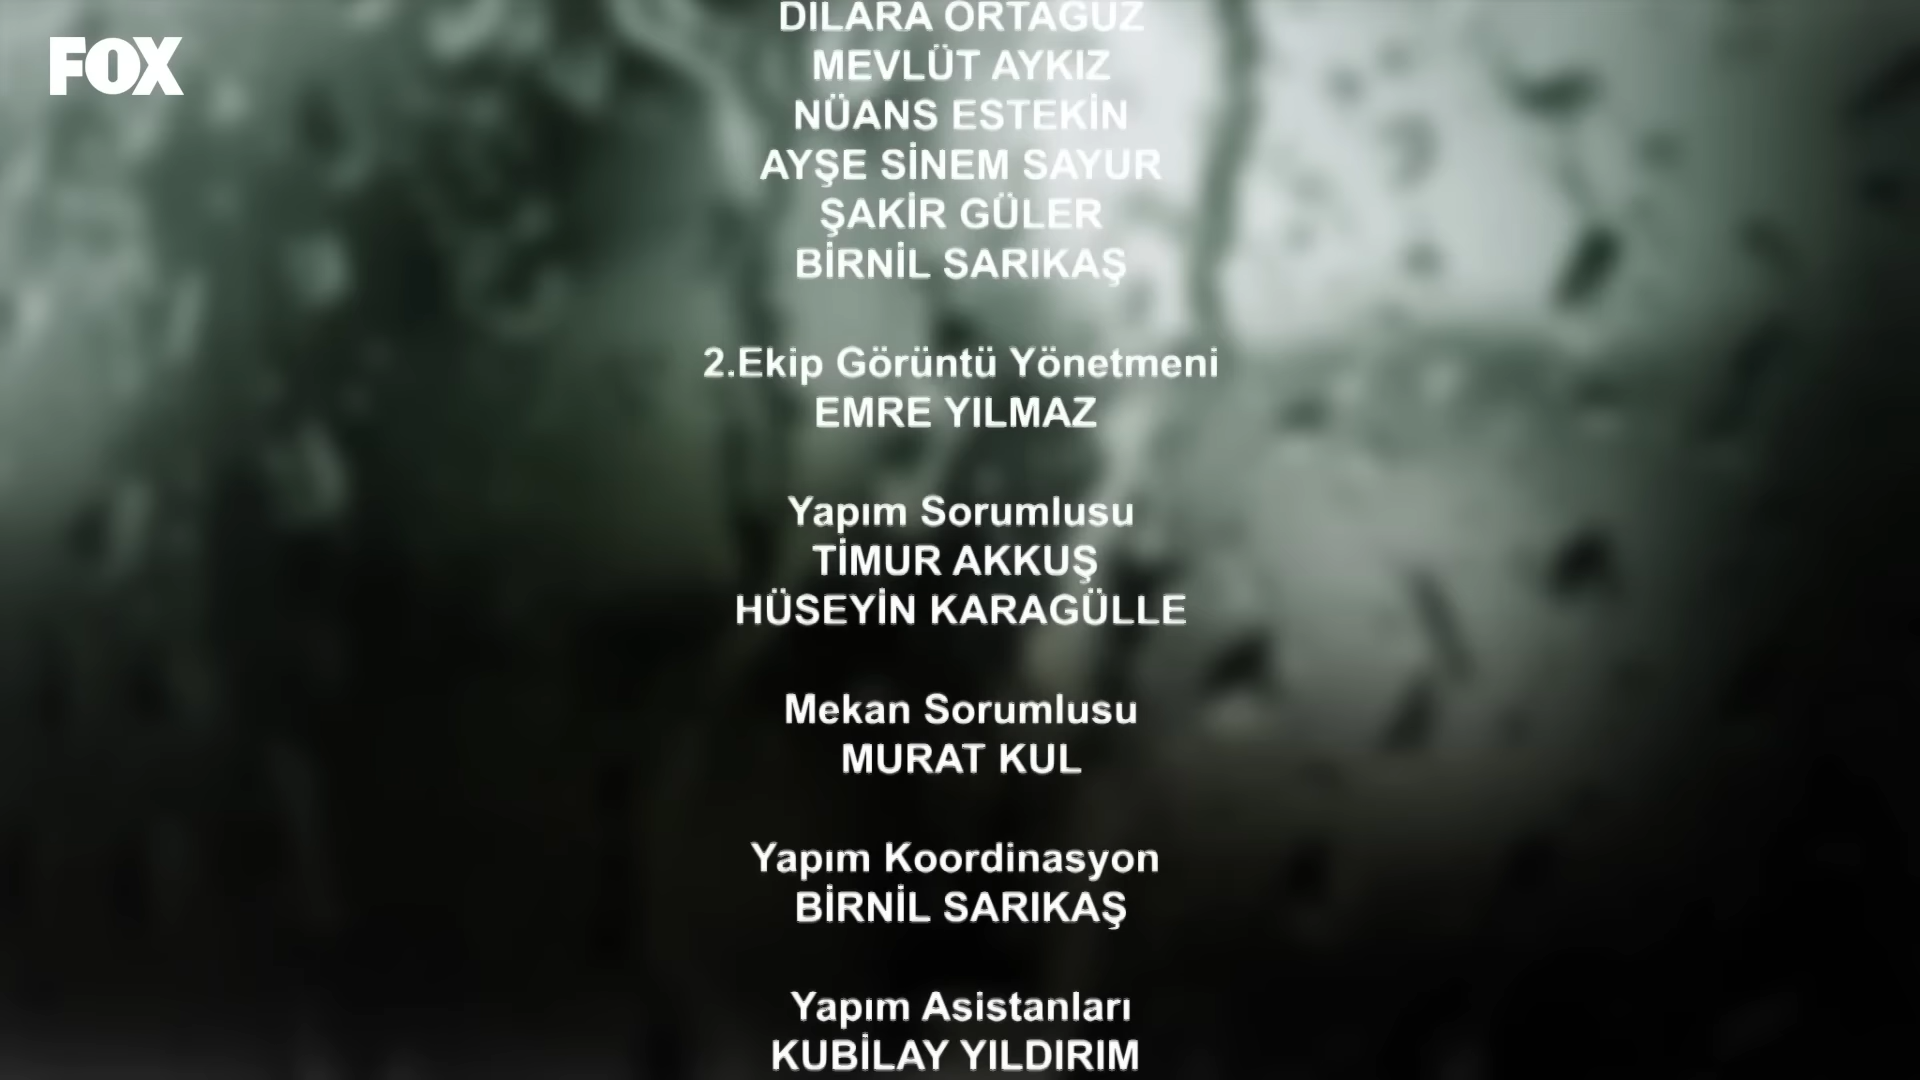 FOX
DİLARA ORTAGUZ
MEVLÜT AYKIZ
NÜANS ESTEKİN
AYŞE SİNEM SAYUR
ŞAKİR GÜLER
BİRNİL SARIKAŞ
2.Ekip Görüntü Yönetmeni
EMRE YILMAZ
Yapım Sorumlusu
TİMUR AKKUŞ
HÜSEYİN KARAGÜLLE
Mekan Sorumlusu
MURAT KUL
Yapım Koordinasyon
BİRNİL SARIKAŞ
Yapım Asistanları
KUBİLAY YILDIRIM